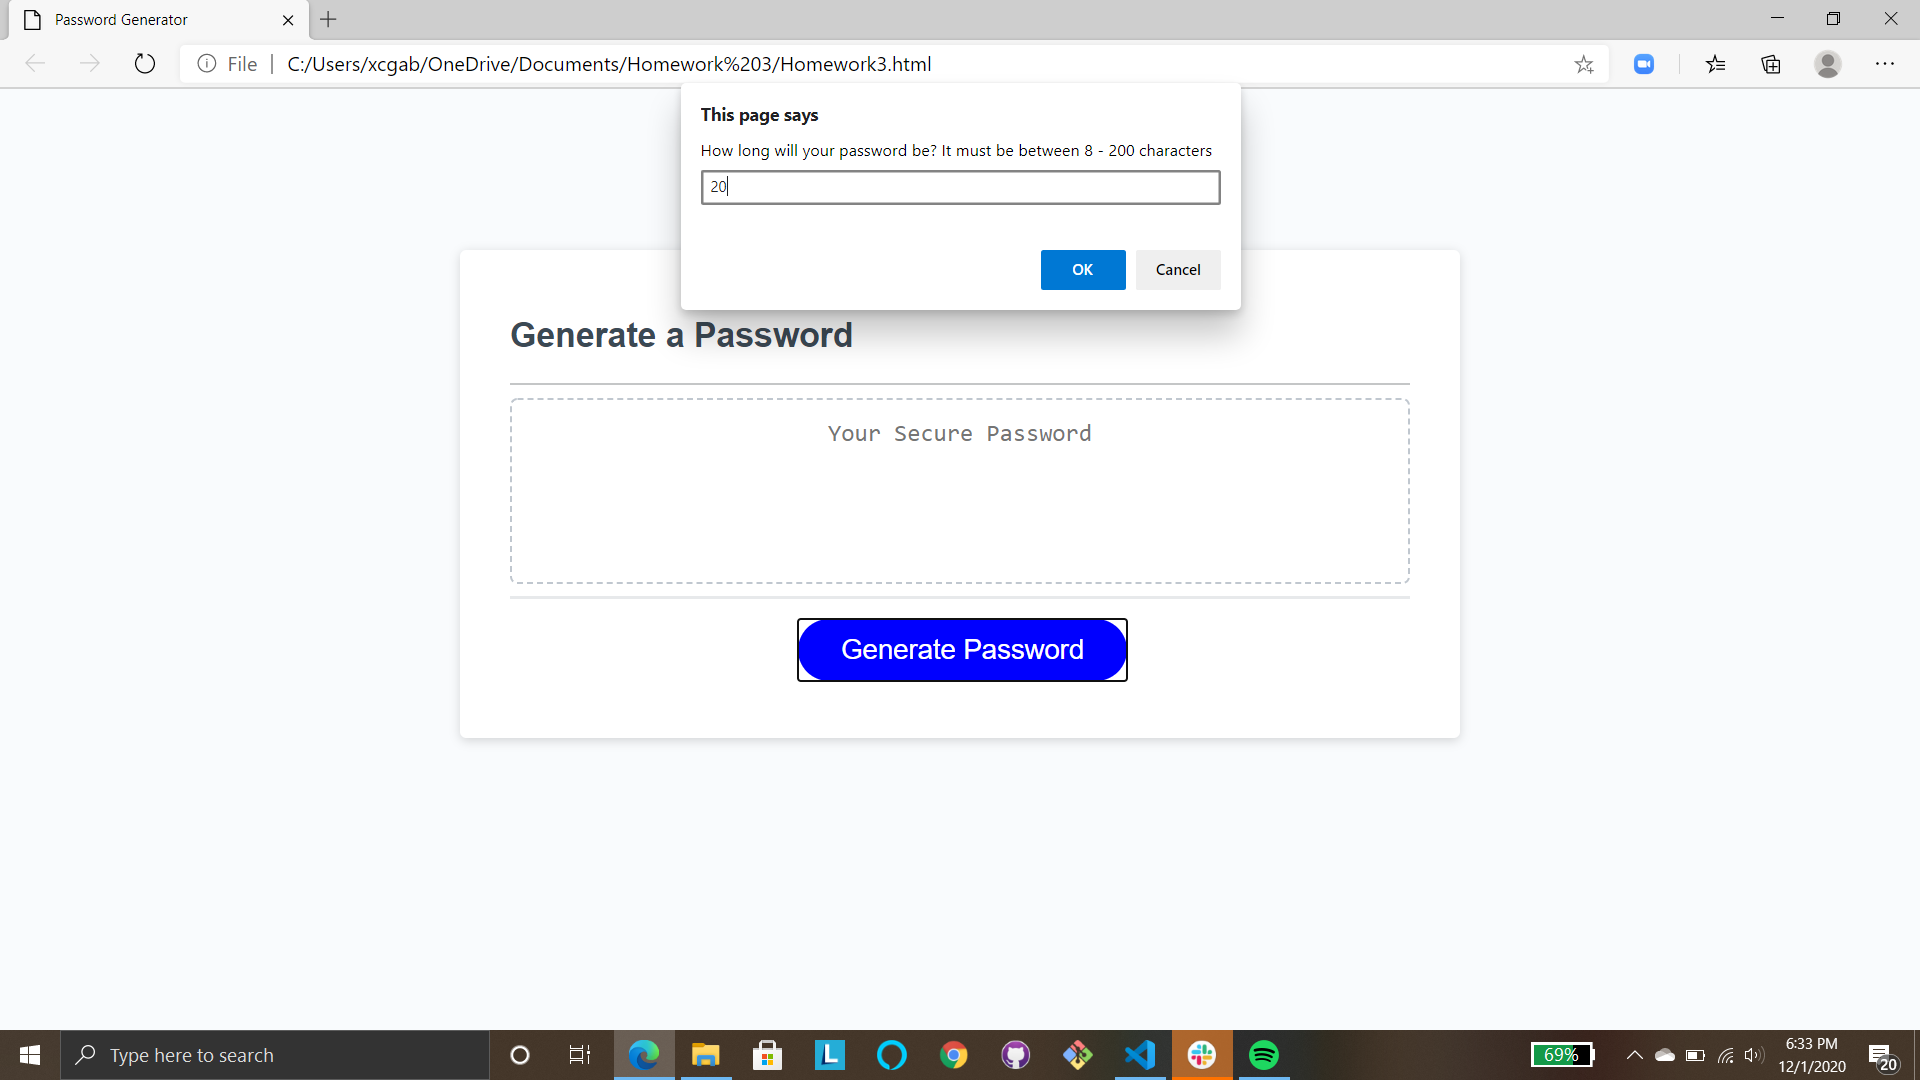 Password Generator
File
C:/Users/xcgab/OneDrive/Documents/Homework%203/Homework3.html
This page says
How long will your password be? It must be between 8 - 200 characters
20
OK
Cancel
Generate a Password
Your Secure Password
Generate Password
Type here to search
L
69%
6:33 PM
12/1/2020
20